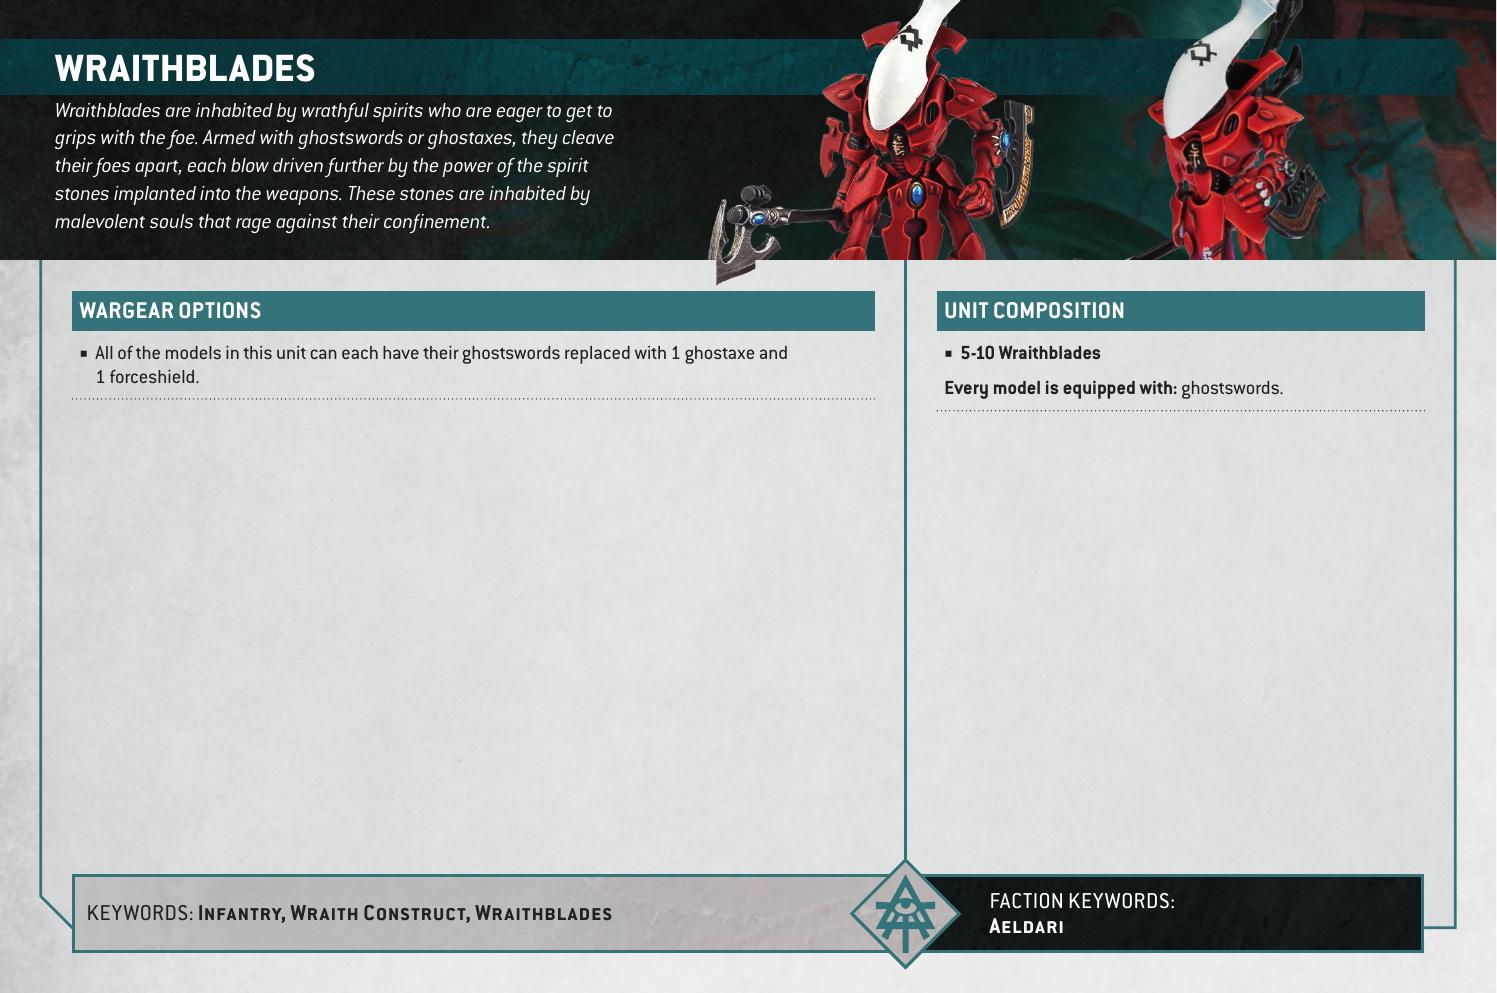 WRAITHBLADES
Wraithblades are inhabited by wrathful spirits who are eager to get to
grips with the foe. Armed with ghostswords or ghostaxes, they cleave
their foes apart, each blow driven further by the power of the spirit
stones implanted into the weapons. These stones are inhabited by
malevolent souls that rage against their confinement.
WARGEAR OPTIONS
▪ All of the models in this unit can each have their ghostswords replaced with 1 ghostaxe and
1 forceshield.
UNIT COMPOSITION
▪ 5-10 Wraithblades
Every model is equipped with: ghostswords.
KEYWORDS: INFANTRY, WRAITH CONSTRUCT, WRAITHBLADES
FACTION KEYWORDS:
AELDARI